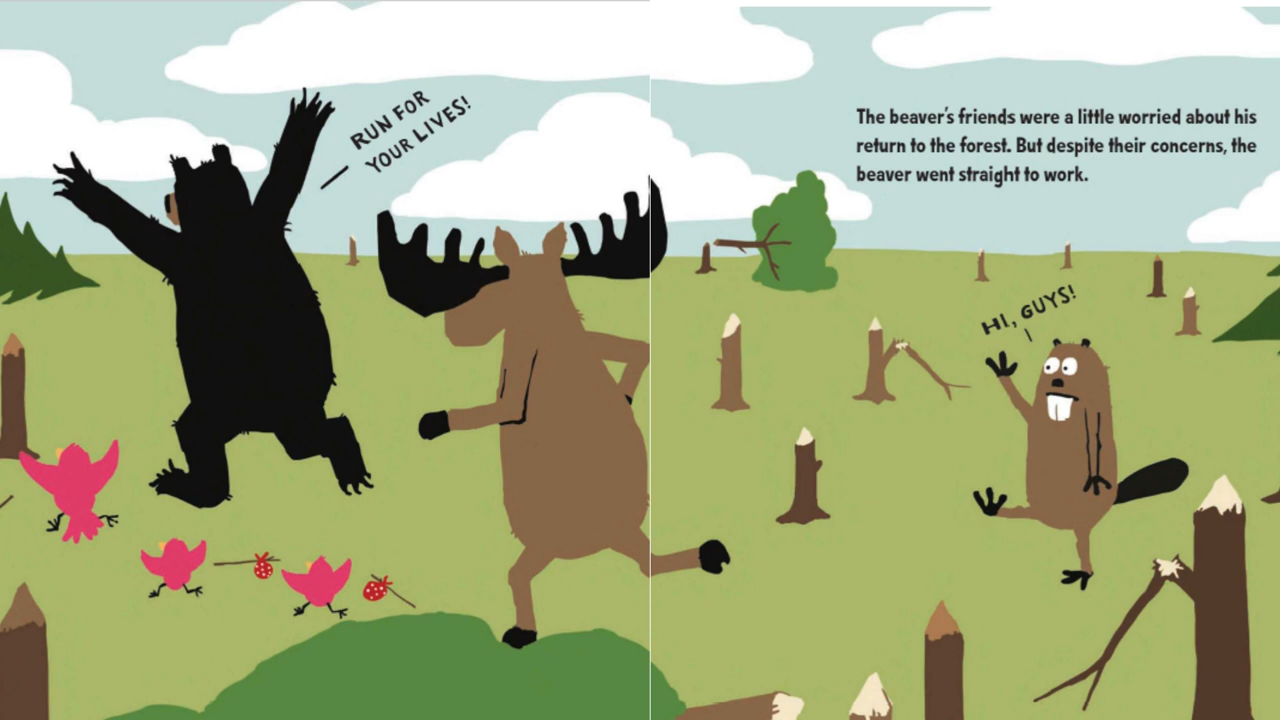 RUN FOR
YOUR LIVES!
The beaver's friends were a little worried about his
return to the forest. But despite their concerns, the
beaver went straight to work.
HI, GUYS!